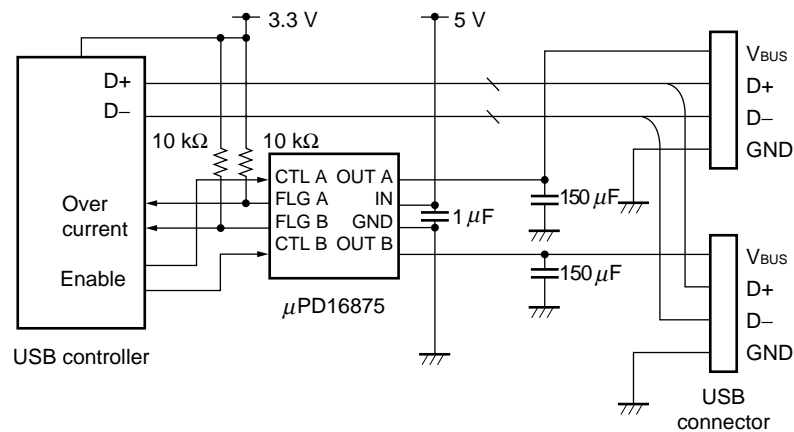 3.3 V
5 V
D+
D−
10 kΩ
10 kΩ
Over
current
Enable
USB controller
CTL A
FLG A
FLG B
CTL B
OUT A
IN
GND
OUT B
μPD16875
1 μF
150 μF
150 μF
VBUS
D+
D−
GND
VBUS
D+
D−
GND
USB
connector